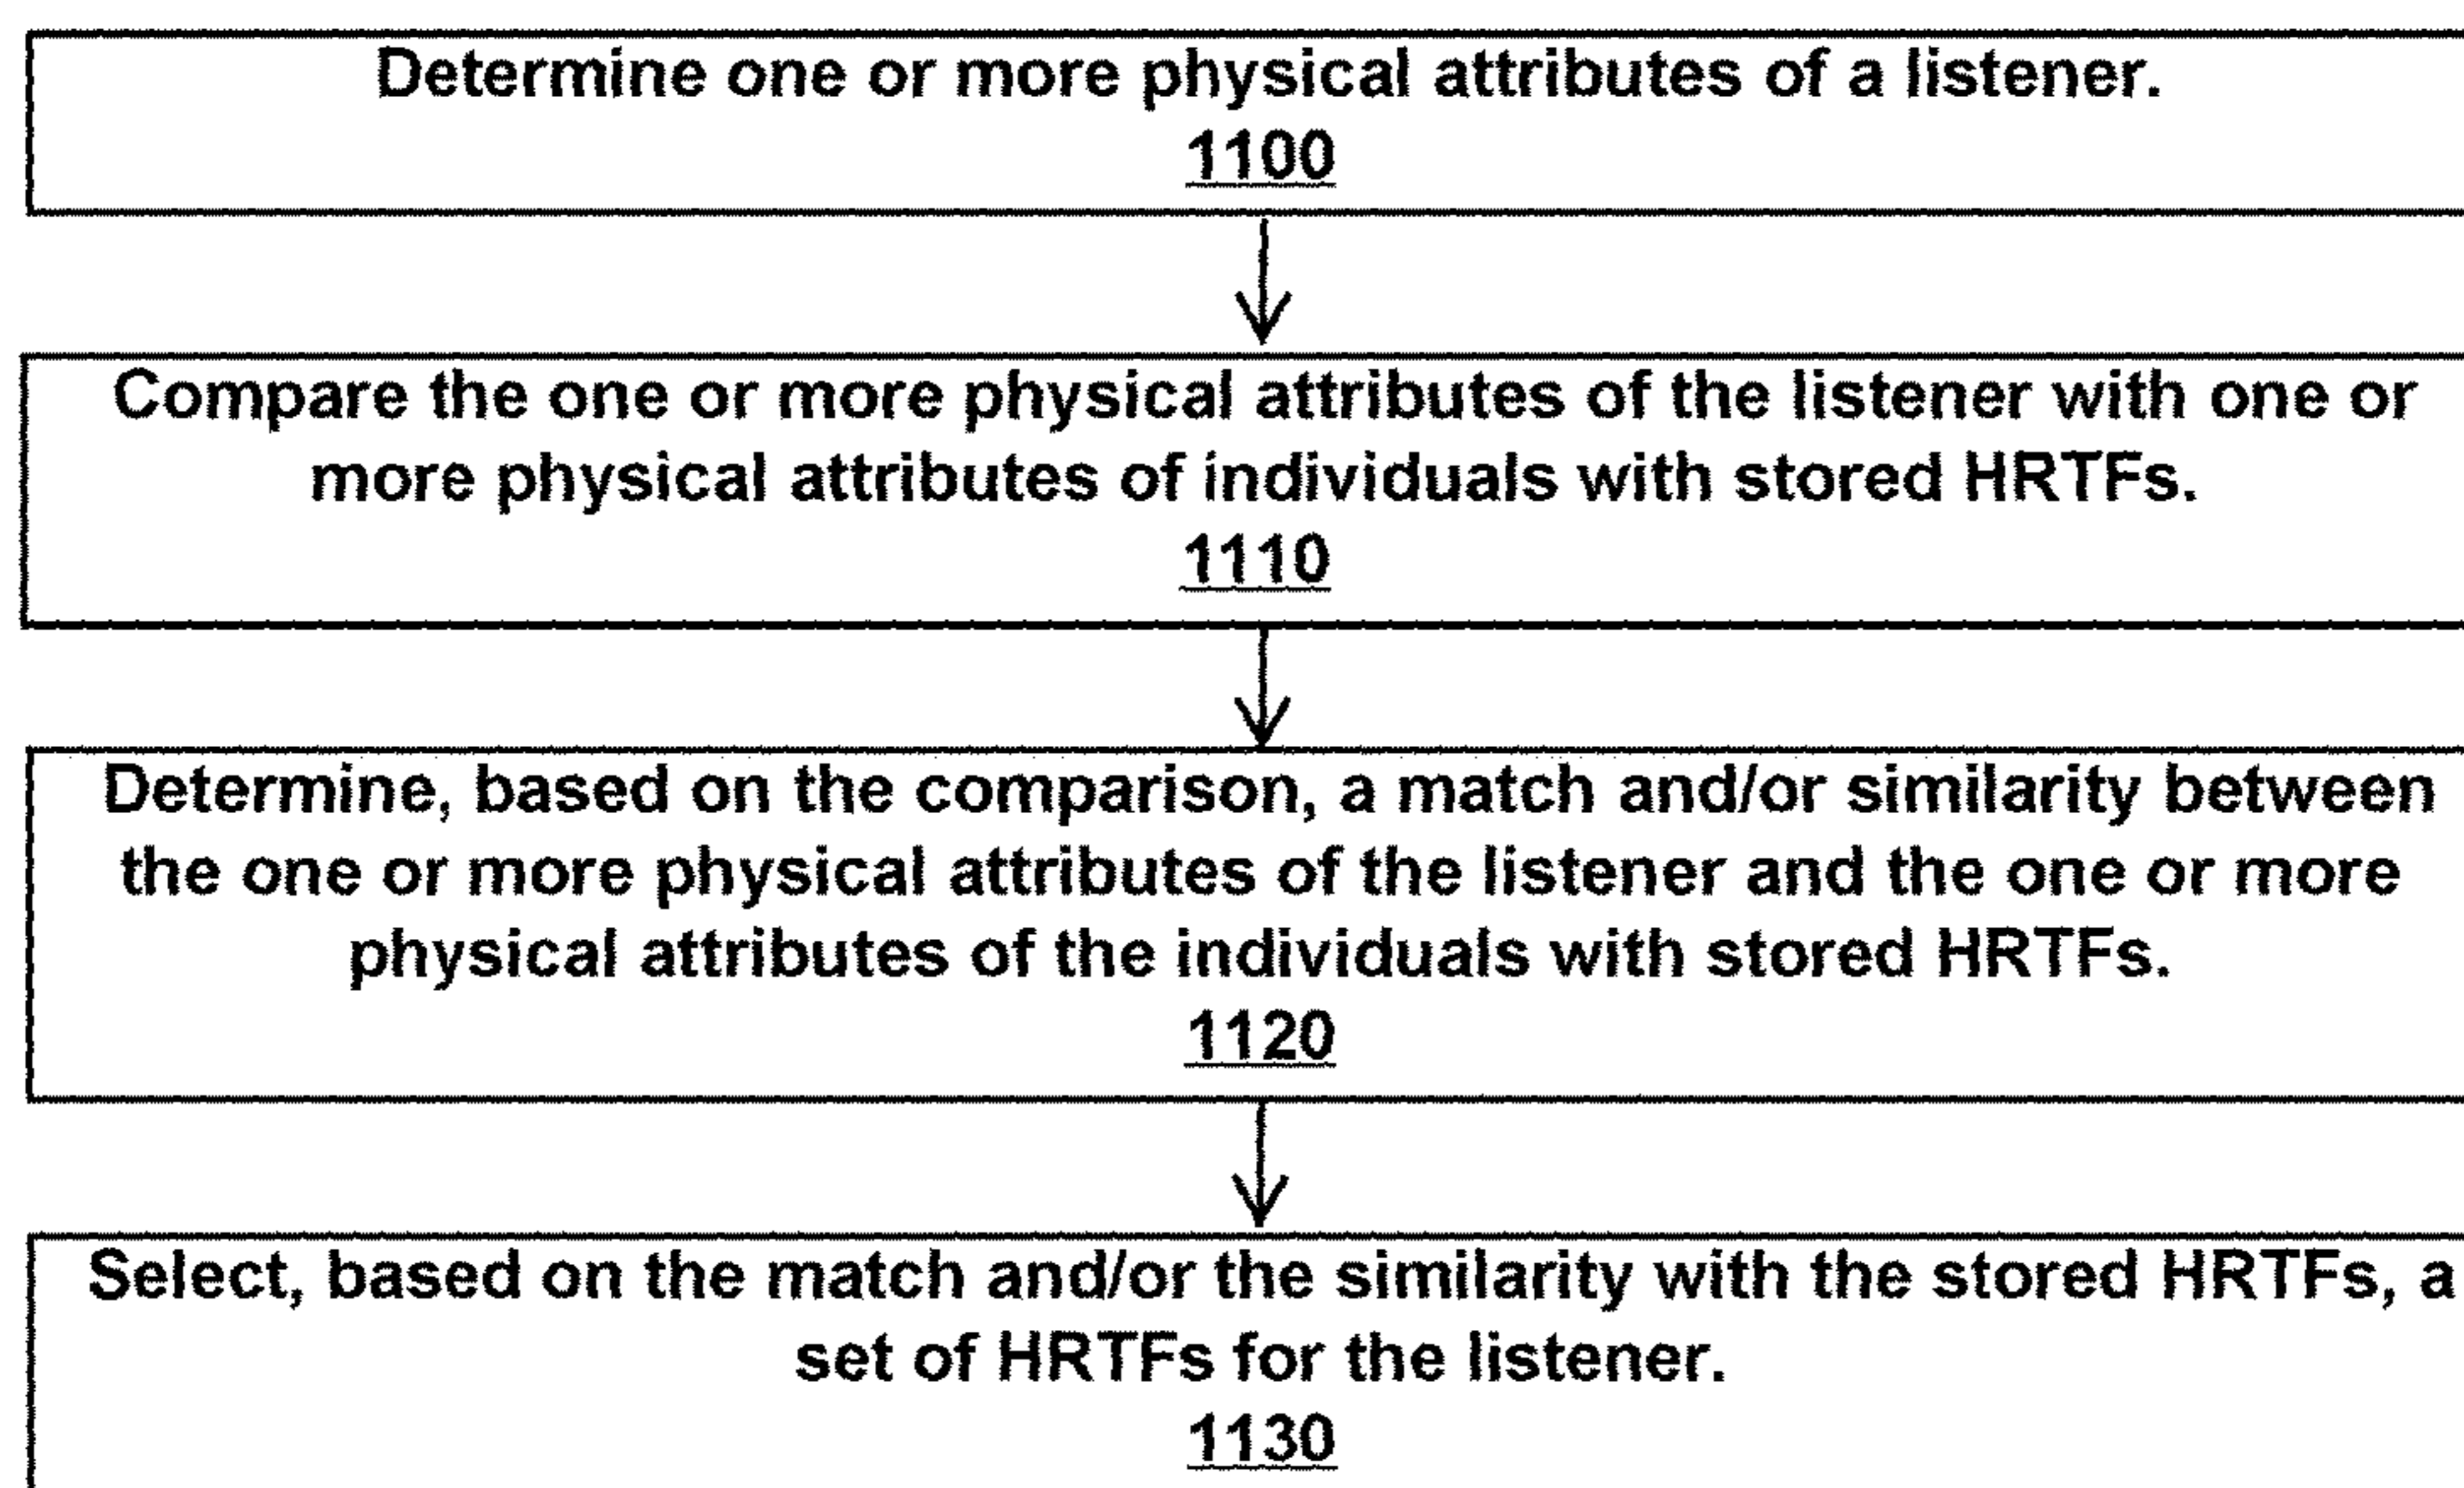 Determine one or more physical attributes of a listener.
1100
Compare the one or more physical attributes of the listener with one or
more physical attributes of individuals with stored HRTFs.
1110
Determine, based on the comparison, a match and/or similarity between
the one or more physical attributes of the listener and the one or more
physical attributes of the individuals with stored HRTFs.
1120
Select, based on the match and/or the similarity with the stored HRTFs, a
set of HRTFs for the listener.
1130